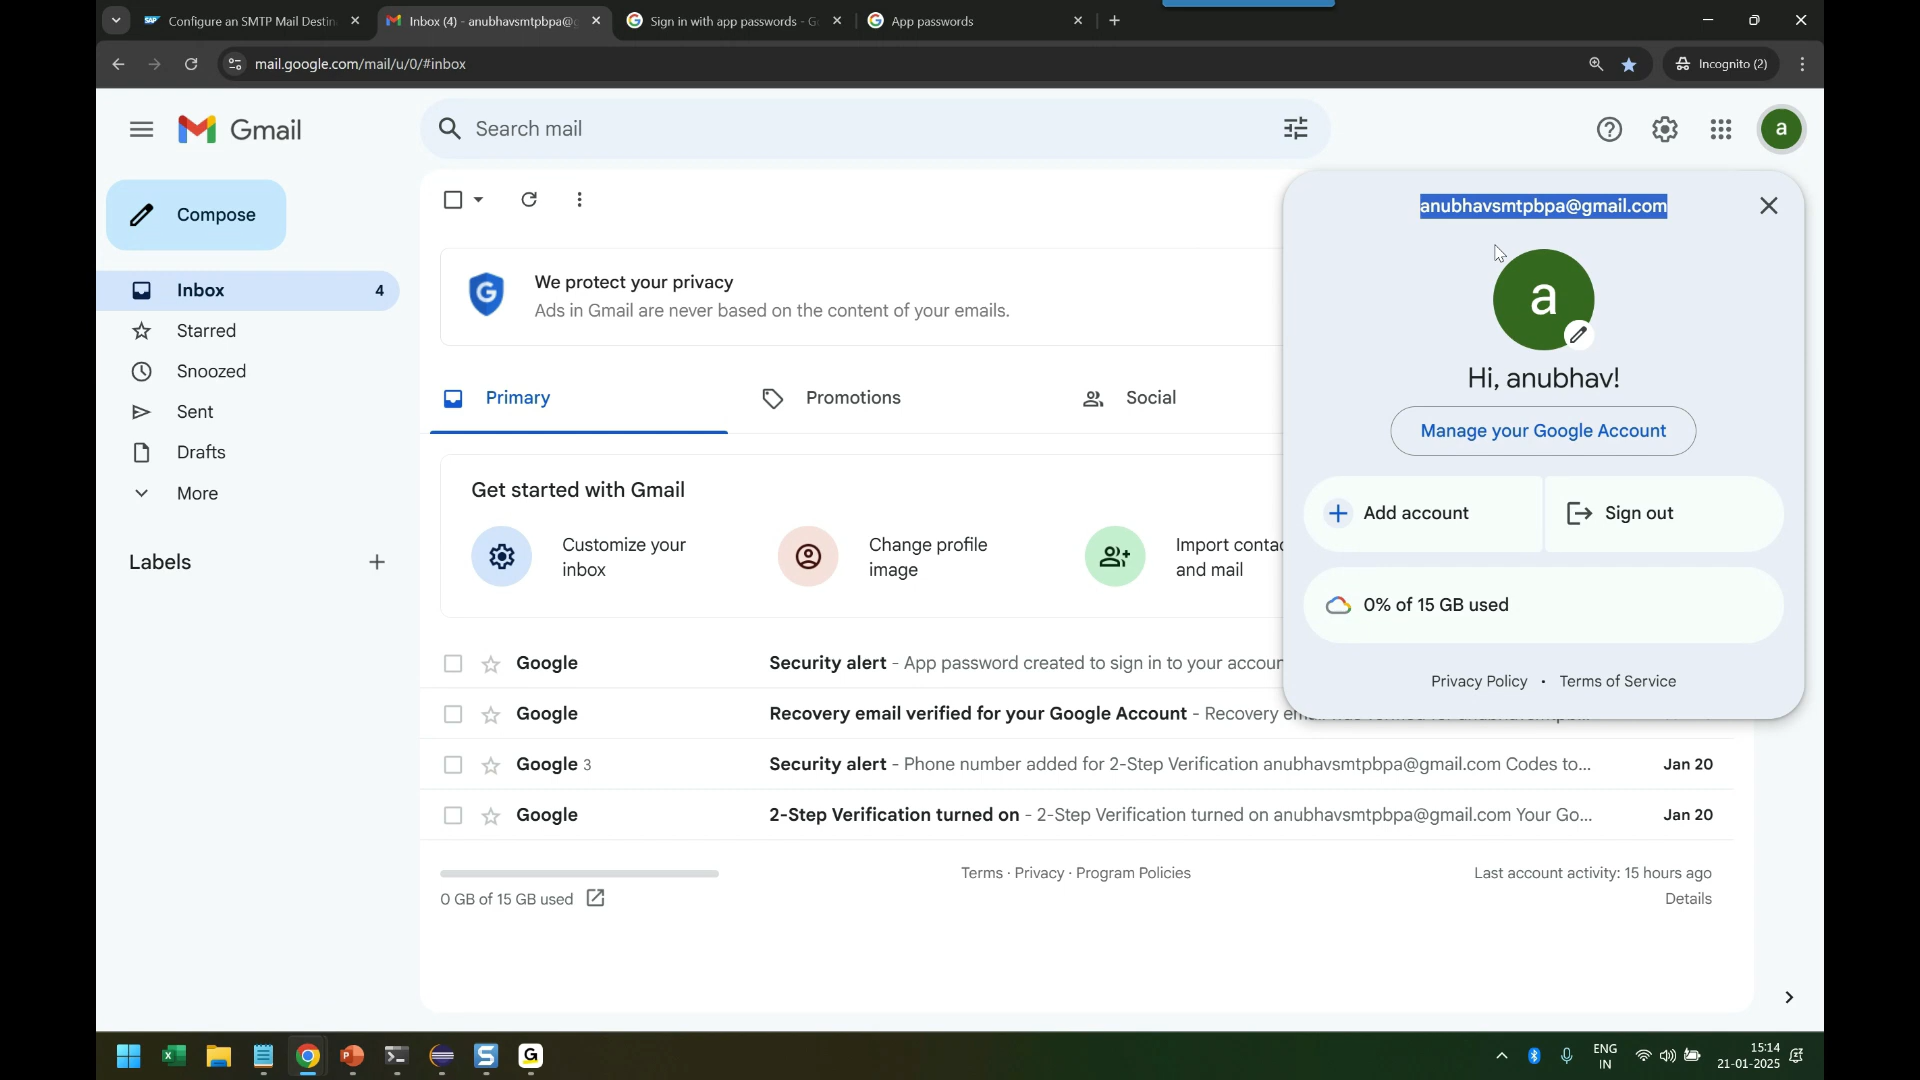 Configure an SMTP Mail Destin
Inbox (4) - anubhavsmtpbpa@g
Sign in with app passwords - G
App passwords
mail.google.com/mail/u/0/#inbox
Incognito (2)
Gmail
Search mail
a
Compose
Inbox 4
Starred
Snoozed
Sent
Drafts
More
Labels
We protect your privacy
Ads in Gmail are never based on the content of your emails.
Primary
Promotions
Social
Get started with Gmail
Customize your
inbox
Change profile
image
Import contac
and mail
Google Security alert - App password created to sign in to your accoun
Google Recovery email verified for your Google Account - Recovery em
Google 3 Security alert - Phone number added for 2-Step Verification anubhavsmtpbpa@gmail.com Codes to... Jan 20
Google 2-Step Verification turned on - 2-Step Verification turned on anubhavsmtpbpa@gmail.com Your Go... Jan 20
0 GB of 15 GB used
Terms · Privacy · Program Policies
Last account activity: 15 hours ago
Details
anubhavsmtpbpa@gmail.com
a
Hi, anubhav!
Manage your Google Account
Add account
Sign out
0% of 15 GB used
Privacy Policy • Terms of Service
ENG
IN
15:14
21-01-2025